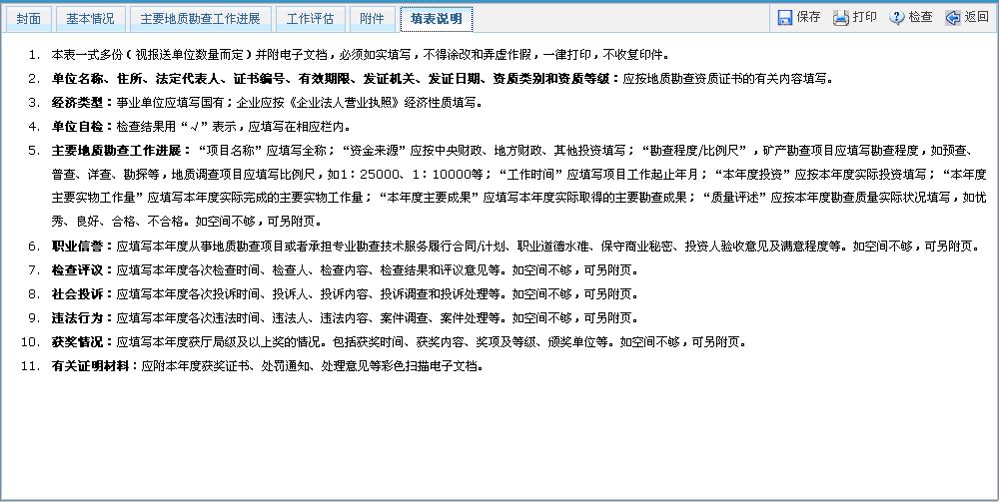 封面 基本情况 主要地质勘查工作进展 工作评估 附件 填表说明 保存 打印 检查 返回
1. 本表一式多份（视报送单位数量而定）并附电子文档，必须如实填写，不得涂改和弄虚作假，一律打印，不收复印件。
2. 单位名称、住所、法定代表人、证书编号、有效期限、发证机关、发证日期、资质类别和资质等级：应按地质勘查资质证书的有关内容填写。
3. 经济类型：事业单位应填写国有；企业应按《企业法人营业执照》经济性质填写。
4. 单位自检：检查结果用“√”表示，应填写在相应栏内。
5. 主要地质勘查工作进展：“项目名称”应填写全称；“资金来源”应按中央财政、地方财政、其他投资填写；“勘查程度/比例尺”，矿产勘查项目应填写勘查程度，如预查、
普查、详查、勘探等，地质调查项目应填写比例尺，如1：25000、1：10000等；“工作时间”应填写项目工作起止年月；“本年度投资”应按本年度实际投资填写；“本年度
主要实物工作量”应填写本年度实际完成的主要实物工作量；“本年度主要成果”应填写本年度实际取得的主要勘查成果；“质量评述”应按本年度勘查质量实际状况填写，如优
秀、良好、合格、不合格。如空间不够，可另附页。
6. 职业信誉：应填写本年度从事地质勘查项目或者承担专业勘查技术服务履行合同/计划、职业道德水准、保守商业秘密、投资人验收意见及满意程度等。如空间不够，可另附页。
7. 检查评议：应填写本年度各次检查时间、检查人、检查内容、检查结果和评议意见等。如空间不够，可另附页。
8. 社会投诉：应填写本年度各次投诉时间、投诉人、投诉内容、投诉调查和投诉处理等。如空间不够，可另附页。
9. 违法行为：应填写本年度各次违法时间、违法人、违法内容、案件调查、案件处理等。如空间不够，可另附页。
10. 获奖情况：应填写本年度获厅局级及以上奖的情况。包括获奖时间、获奖内容、奖项及等级、颁奖单位等。如空间不够，可另附页。
11. 有关证明材料：应附本年度获奖证书、处罚通知、处理意见等彩色扫描电子文档。